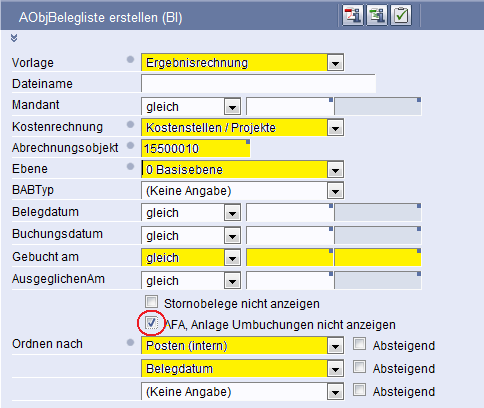 AObjBelegliste erstellen (BI)
Vorlage Ergebnisrechnung
Dateiname
Mandant gleich
Kostenrechnung Kostenstellen / Projekte
Abrechnungsobjekt 15500010
Ebene 0 Basisebene
BABTyp (Keine Angabe)
Belegdatum gleich
Buchungsdatum gleich
Gebucht am gleich
AusgeglichenAm gleich
Stornobelege nicht anzeigen
AFA, Anlage Umbuchungen nicht anzeigen
Ordnen nach Posten (intern) Absteigend
Belegdatum Absteigend
(Keine Angabe) Absteigend